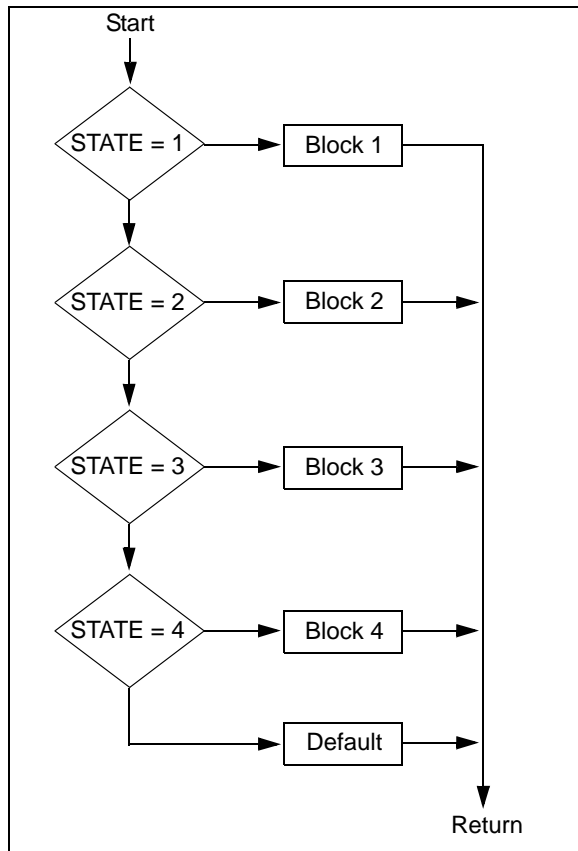 Start
STATE = 1
Block 1
STATE = 2
Block 2
STATE = 3
Block 3
STATE = 4
Block 4
Default
Return